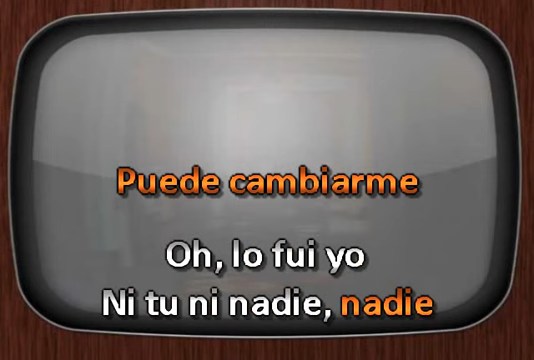 Puede cambiarme
Oh, lo fui yo
Ni tu ni nadie, nadie